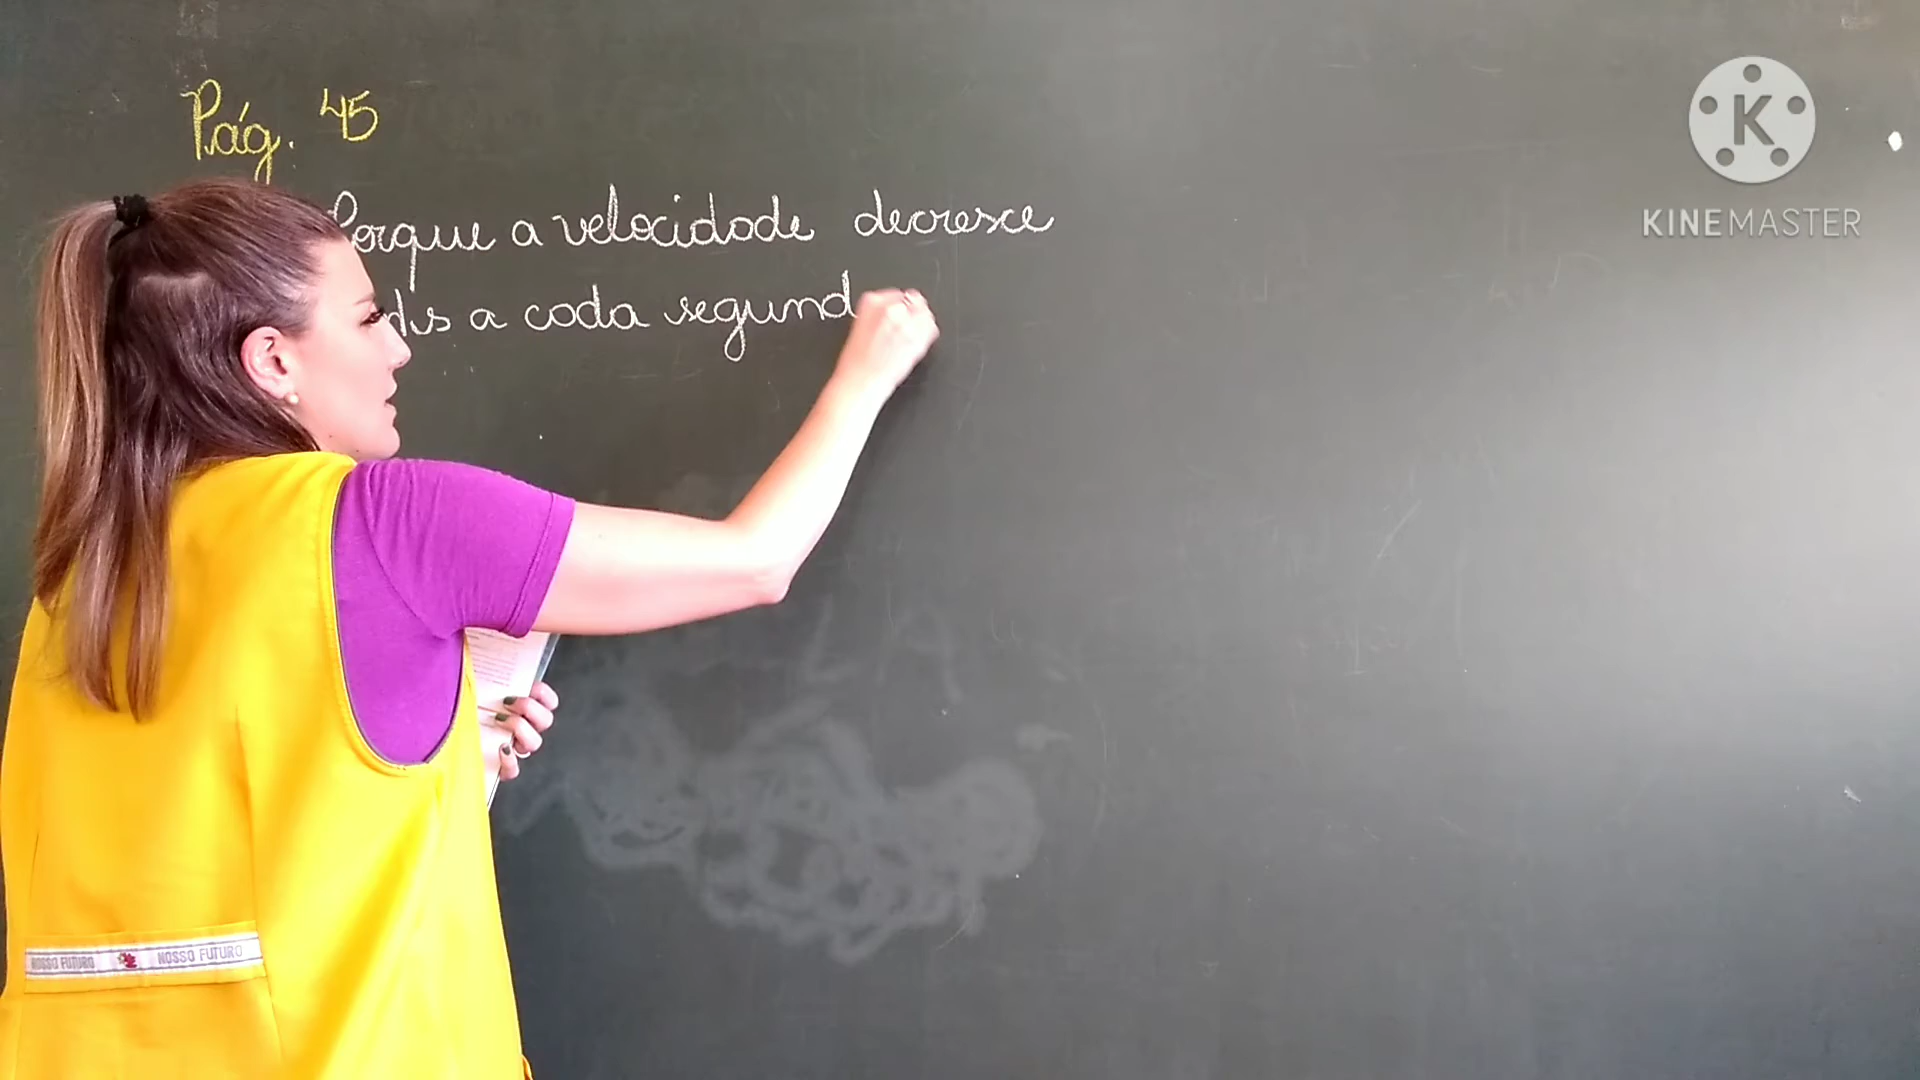 Pág. 45
Porque a velocidade decresce
a cada segund
KINEMASTER
NOSSO FUTURO NOSSO FUTURO